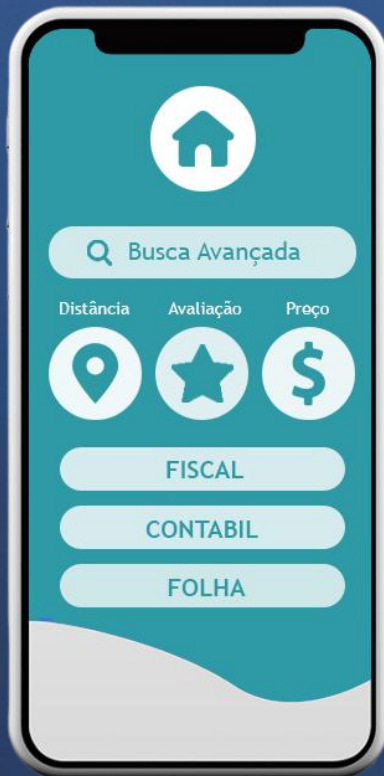 Busca Avançada
Distância Avaliação Preço
$
FISCAL
CONTABIL
FOLHA